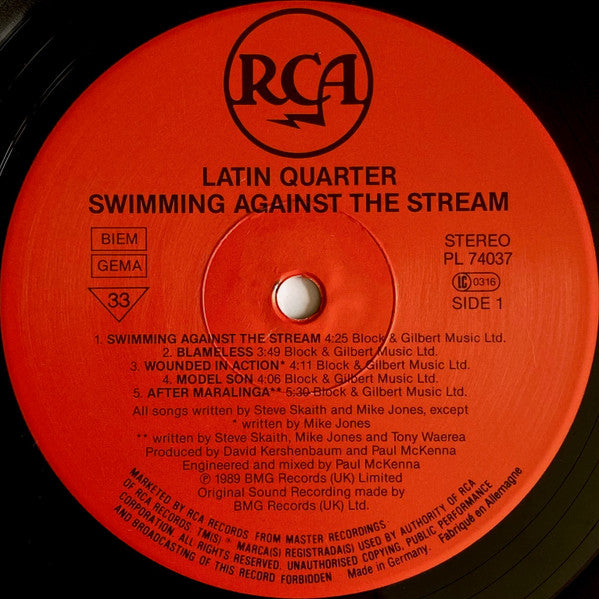 RCA
LATIN QUARTER
SWIMMING AGAINST THE STREAM
BIEM
GEMA
33
STEREO
PL 74037
LC 0316
SIDE 1
1. SWIMMING AGAINST THE STREAM 4:25 Block & Gilbert Music Ltd.
2. BLAMELESS 3:49 Block & Gilbert Music Ltd.
3. WOUNDED IN ACTION* 4:11 Block & Gilbert Music Ltd.
4. MODEL SON 4:06 Block & Gilbert Music Ltd.
5. AFTER MARALINGA** 5:30 Block & Gilbert Music Ltd.
All songs written by Steve Skaith and Mike Jones, except
* written by Mike Jones
** written by Steve Skaith, Mike Jones and Tony Waerea
Produced by David Kershenbaum and Paul McKenna
Engineered and mixed by Paul McKenna
℗ 1989 BMG Records (UK) Limited
Original Sound Recording made by
BMG Records (UK) Ltd.
MARKETED BY RCA RECORDS, FROM MASTER RECORDINGS
OF RCA RECORDS. TM(S) ® MARCA(S) REGISTRADA(S) USED BY AUTHORITY OF RCA
CORPORATION. ALL RIGHTS RESERVED. UNAUTHORISED COPYING, PUBLIC PERFORMANCE
AND BROADCASTING OF THIS RECORD FORBIDDEN. Made in Germany. Fabriqué en Allemagne